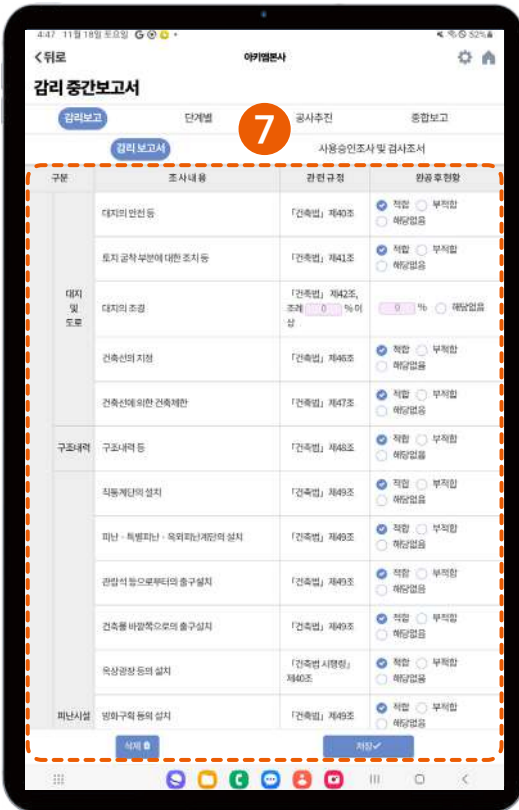 4:47 11월 18일 토요일 G
52%
뒤로
아키엠본사
감리 중간보고서
감리보고
단계별
공사추진
종합보고
7
감리 보고서
사용승인조사 및 검사조서
구분
조사내용
관련규정
완공후현황
대지
및
도로
대지의 안전 등
「건축법」 제40조
적합 부적합
해당없음
토지 굴착 부분에 대한 조치 등
「건축법」 제41조
적합 부적합
해당없음
대지의 조경
「건축법」 제42조,
조례 0 %이
상
0 % 해당없음
건축선의 지정
「건축법」 제46조
적합 부적합
해당없음
건축선에 의한 건축제한
「건축법」 제47조
적합 부적합
해당없음
구조내력
구조내력 등
「건축법」 제48조
적합 부적합
해당없음
직통계단의 설치
「건축법」 제49조
적합 부적합
해당없음
피난 · 특별피난 · 옥외피난계단의 설치
「건축법」 제49조
적합 부적합
해당없음
관람석 등으로부터의 출구설치
「건축법」 제49조
적합 부적합
해당없음
건축물 바깥쪽으로의 출구설치
「건축법」 제49조
적합 부적합
해당없음
옥상광장 등의 설치
「건축법 시행령」
제40조
적합 부적합
해당없음
피난시설
방화구획 등의 설치
「건축법」 제49조
적합 부적합
해당없음
삭제
저장